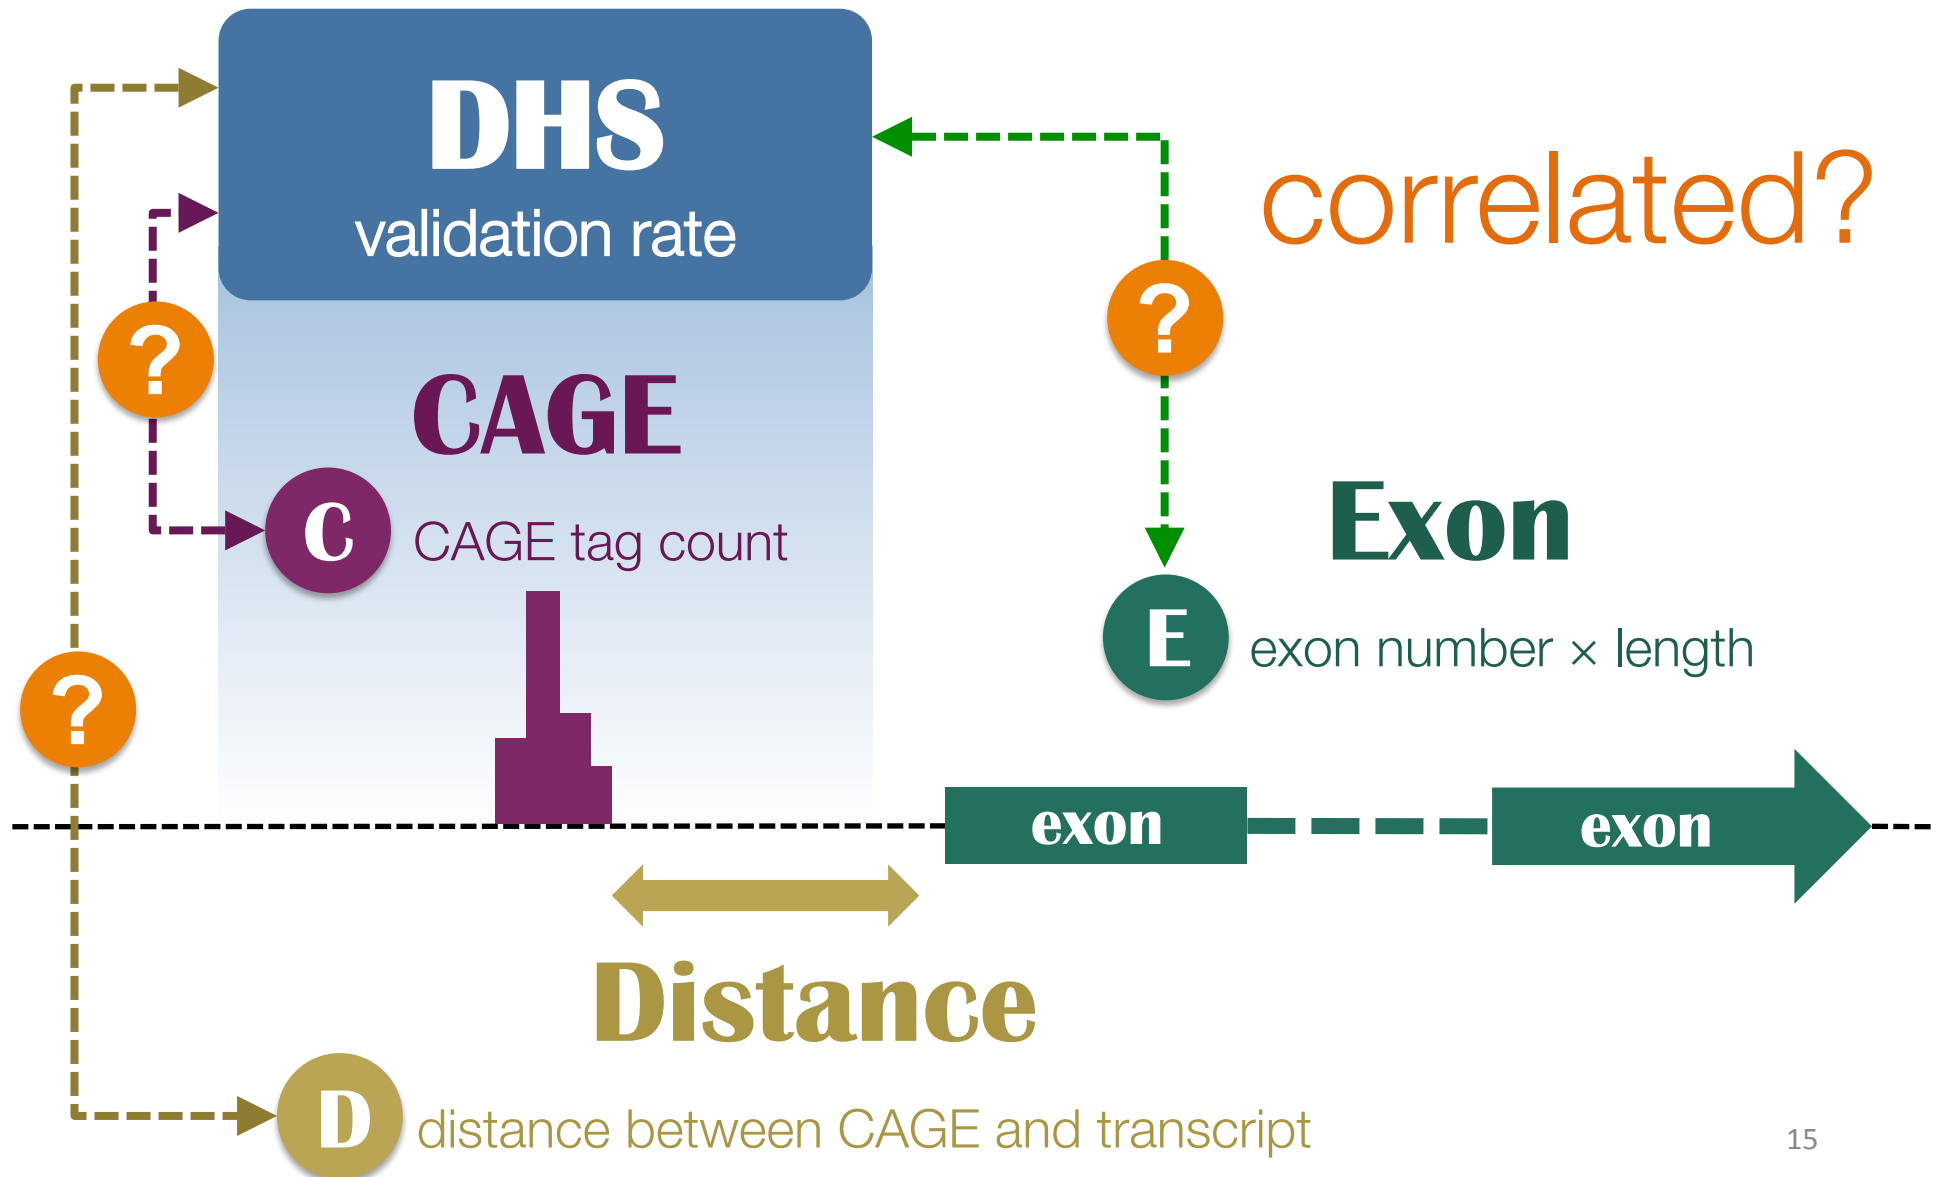 DHS
validation rate
correlated?
?
?
CAGE
C
CAGE tag count
Exon
E
exon number × length
?
exon
exon
Distance
D
distance between CAGE and transcript
15